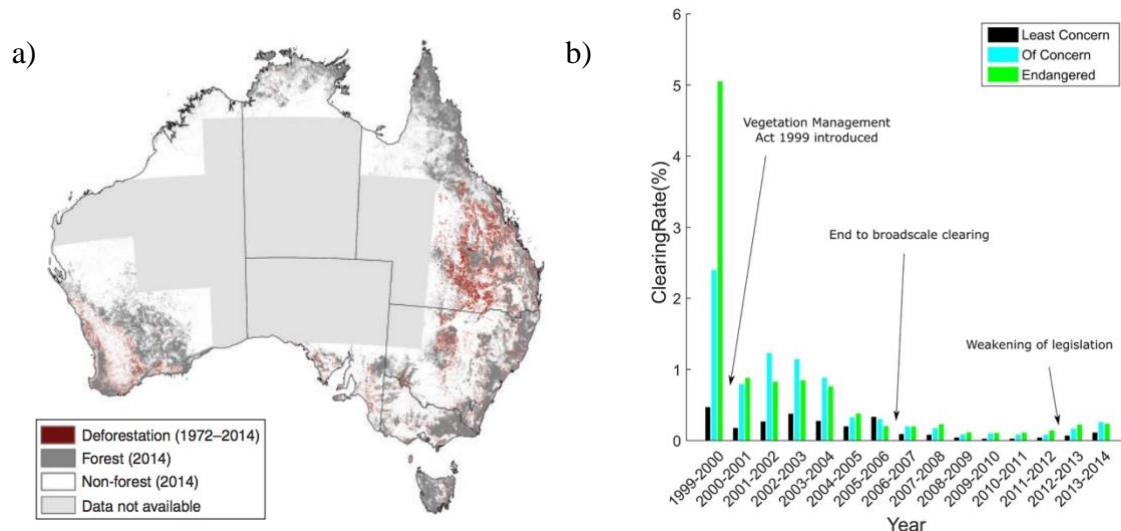 a)
Deforestation (1972–2014)
Forest (2014)
Non-forest (2014)
Data not available
b)
Least Concern
Of Concern
Endangered
Vegetation Management
Act 1999 introduced
End to broadscale clearing
Weakening of legislation
ClearingRate(%)
6
5
4
3
2
1
0
1999-2000
2000-2001
2001-2002
2002-2003
2003-2004
2004-2005
2005-2006
2006-2007
2007-2008
2008-2009
2009-2010
2010-2011
2011-2012
2012-2013
2013-2014
Year